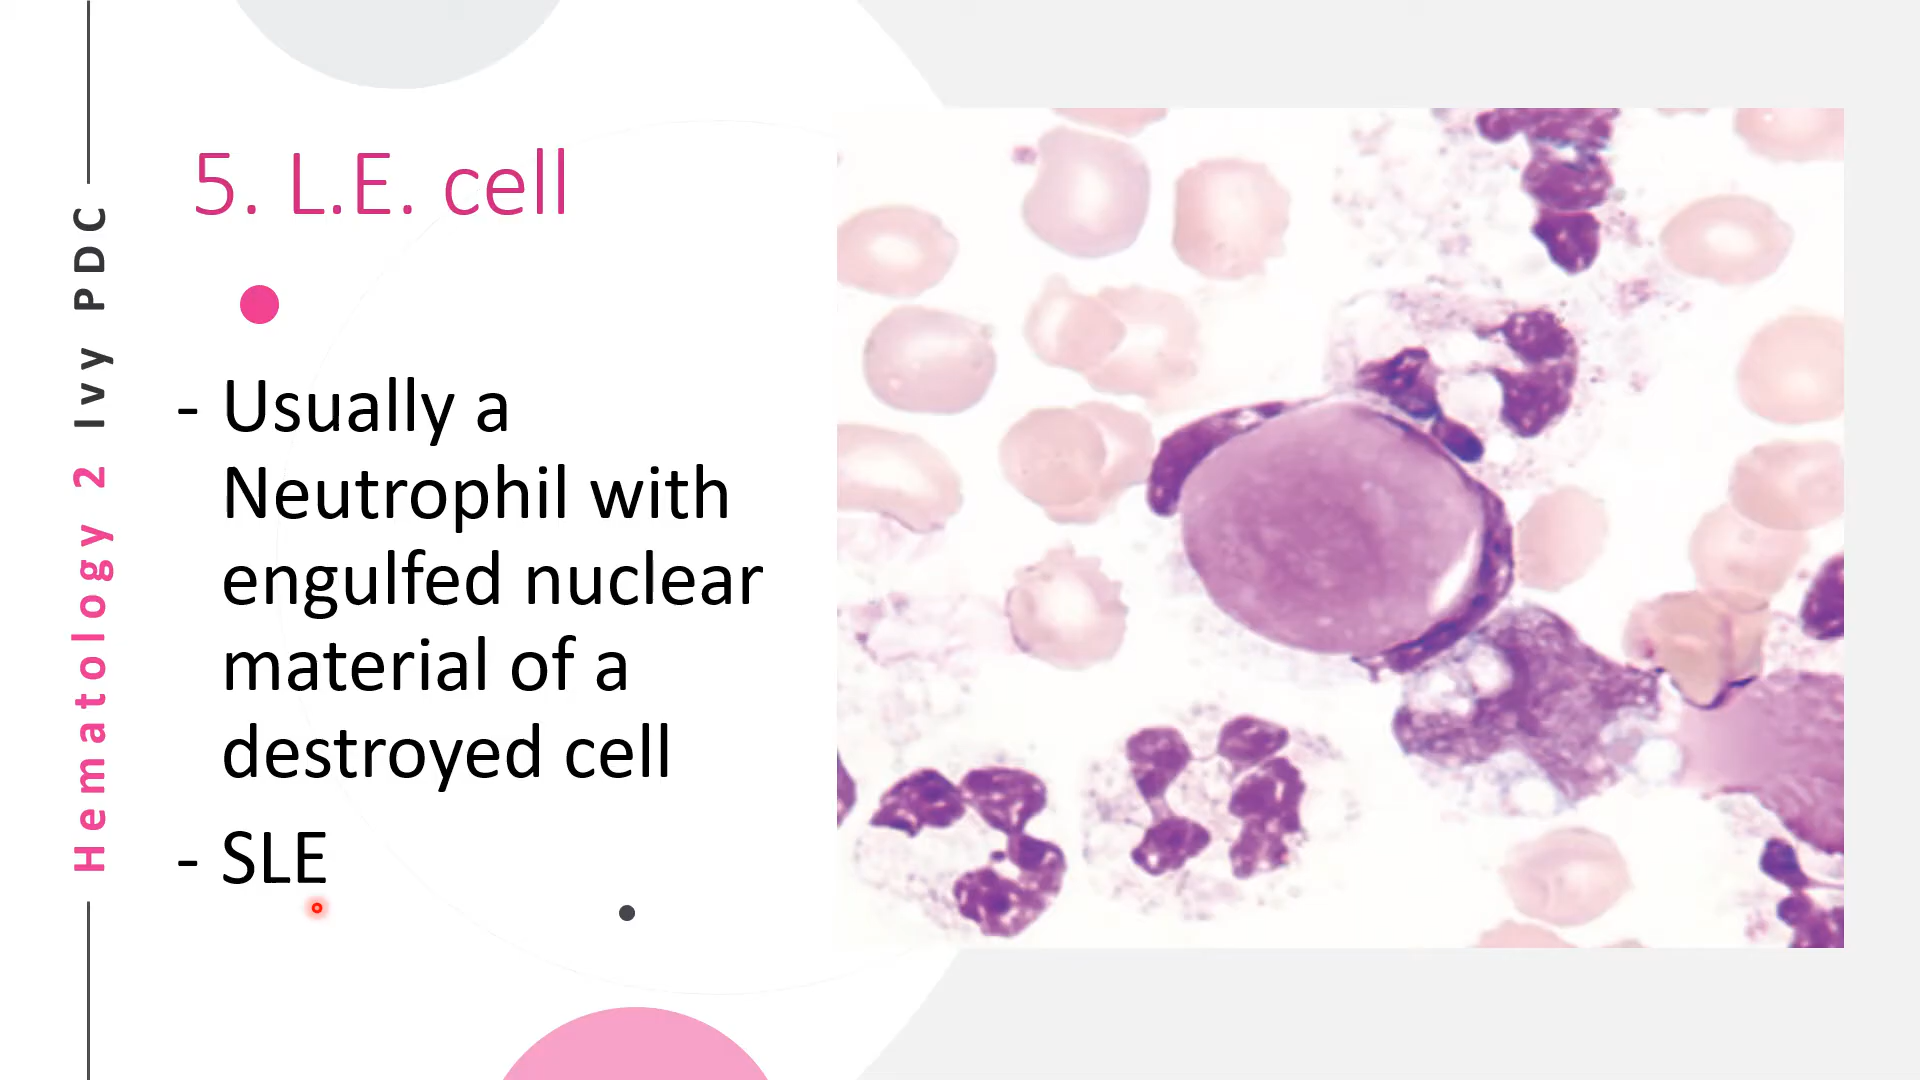 Hematology 2 Ivy PDC
5. L.E. cell
- Usually a
Neutrophil with
engulfed nuclear
material of a
destroyed cell
- SLE